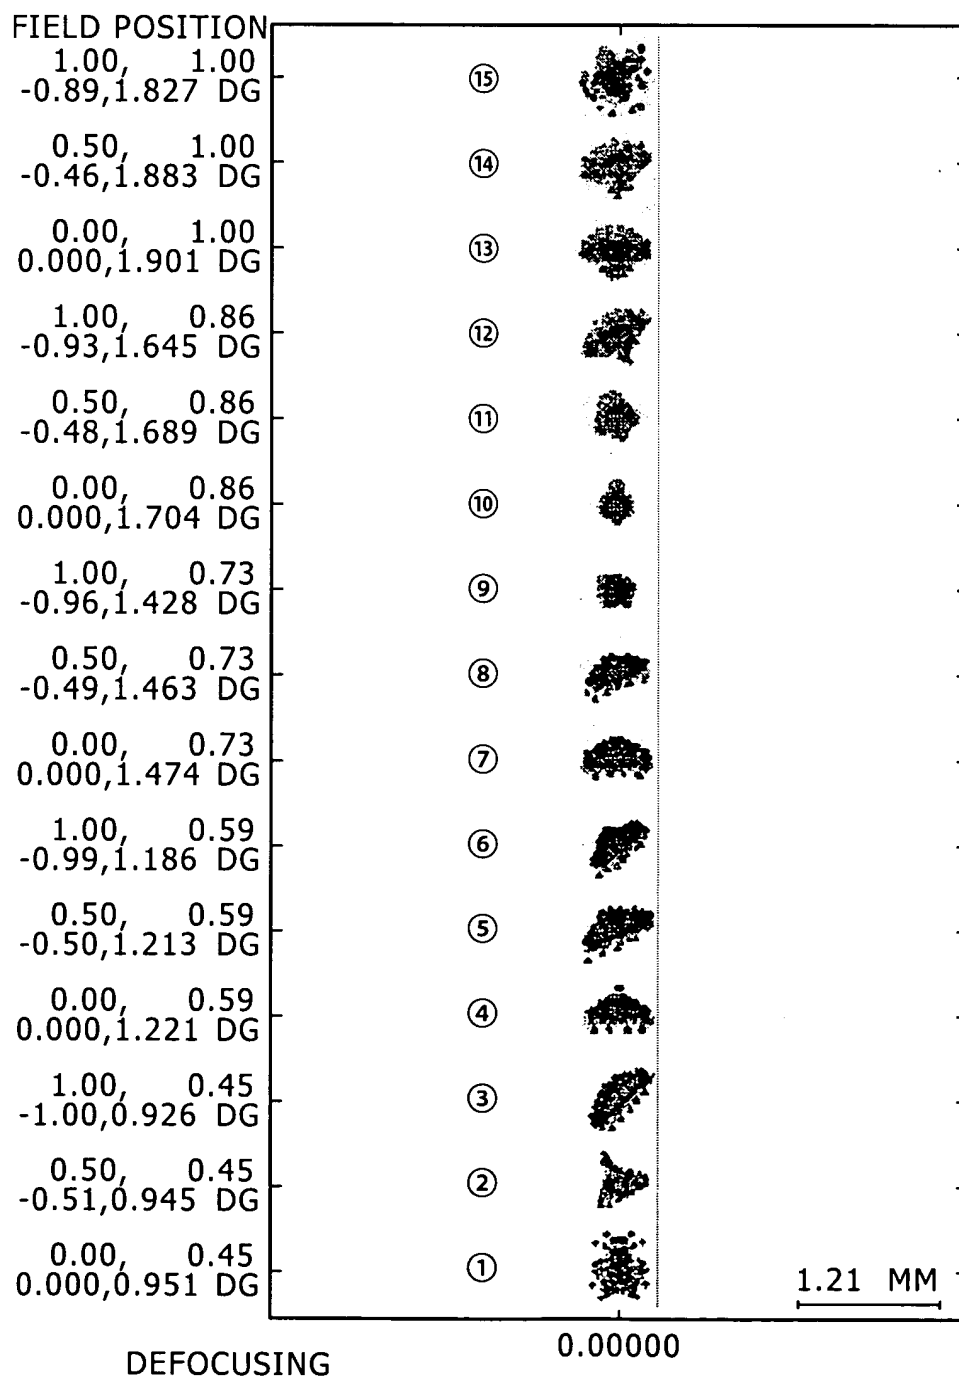 FIELD POSITION
1.00, 1.00
-0.89,1.827 DG
⑮
0.50, 1.00
-0.46,1.883 DG
⑭
0.00, 1.00
0.000,1.901 DG
⑬
1.00, 0.86
-0.93,1.645 DG
⑫
0.50, 0.86
-0.48,1.689 DG
⑪
0.00, 0.86
0.000,1.704 DG
⑩
1.00, 0.73
-0.96,1.428 DG
⑨
0.50, 0.73
-0.49,1.463 DG
⑧
0.00, 0.73
0.000,1.474 DG
⑦
1.00, 0.59
-0.99,1.186 DG
⑥
0.50, 0.59
-0.50,1.213 DG
⑤
0.00, 0.59
0.000,1.221 DG
④
1.00, 0.45
-1.00,0.926 DG
③
0.50, 0.45
-0.51,0.945 DG
②
0.00, 0.45
0.000,0.951 DG
①
1.21 MM
0.00000
DEFOCUSING